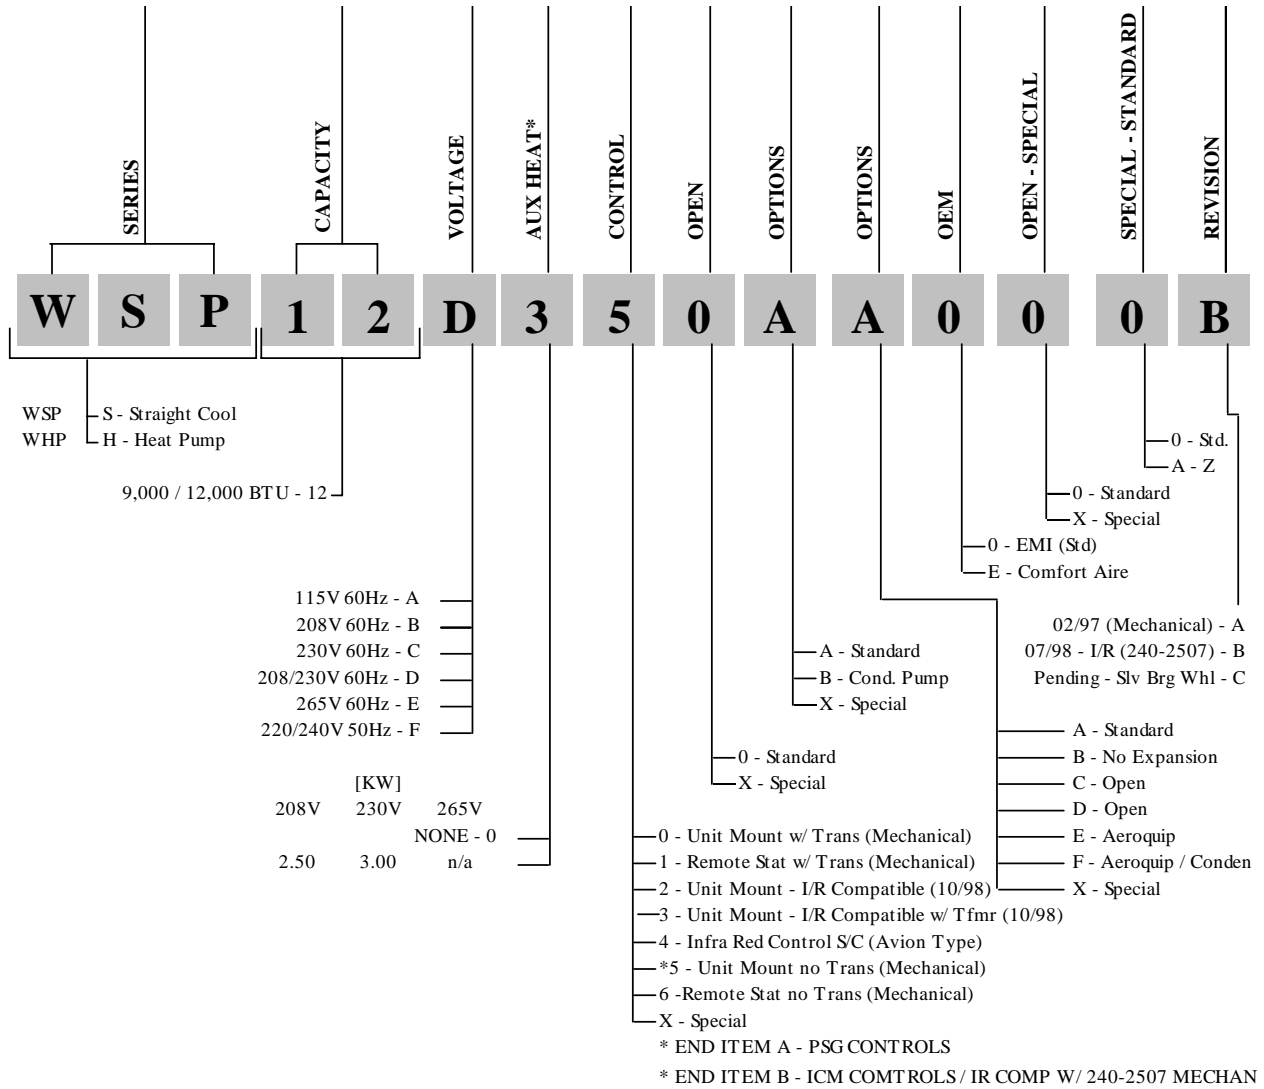 SERIES
CAPACITY
VOLTAGE
AUX HEAT*
CONTROL
OPEN
OPTIONS
OPTIONS
OEM
OPEN - SPECIAL
SPECIAL - STANDARD
REVISION
W S P 1 2 D 3 5 0 A A 0 0 0 B
WSP S - Straight Cool
WHP H - Heat Pump
9,000 / 12,000 BTU - 12
115V 60Hz - A
208V 60Hz - B
230V 60Hz - C
208/230V 60Hz - D
265V 60Hz - E
220/240V 50Hz - F
[KW]
208V 230V 265V
NONE - 0
2.50 3.00 n/a
0 - Unit Mount w/ Trans (Mechanical)
1 - Remote Stat w/ Trans (Mechanical)
2 - Unit Mount - I/R Compatible (10/98)
3 - Unit Mount - I/R Compatible w/ Tfmr (10/98)
4 - Infra Red Control S/C (Avion Type)
*5 - Unit Mount no Trans (Mechanical)
6 -Remote Stat no Trans (Mechanical)
X - Special
* END ITEM A - PSG CONTROLS
* END ITEM B - ICM COMTROLS / IR COMP W/ 240-2507 MECHAN
0 - Standard
X - Special
A - Standard
B - Cond. Pump
X - Special
A - Standard
B - No Expansion
C - Open
D - Open
E - Aeroquip
F - Aeroquip / Conden
X - Special
0 - EMI (Std)
E - Comfort Aire
0 - Standard
X - Special
0 - Std.
A - Z
02/97 (Mechanical) - A
07/98 - I/R (240-2507) - B
Pending - Slv Brg Whl - C